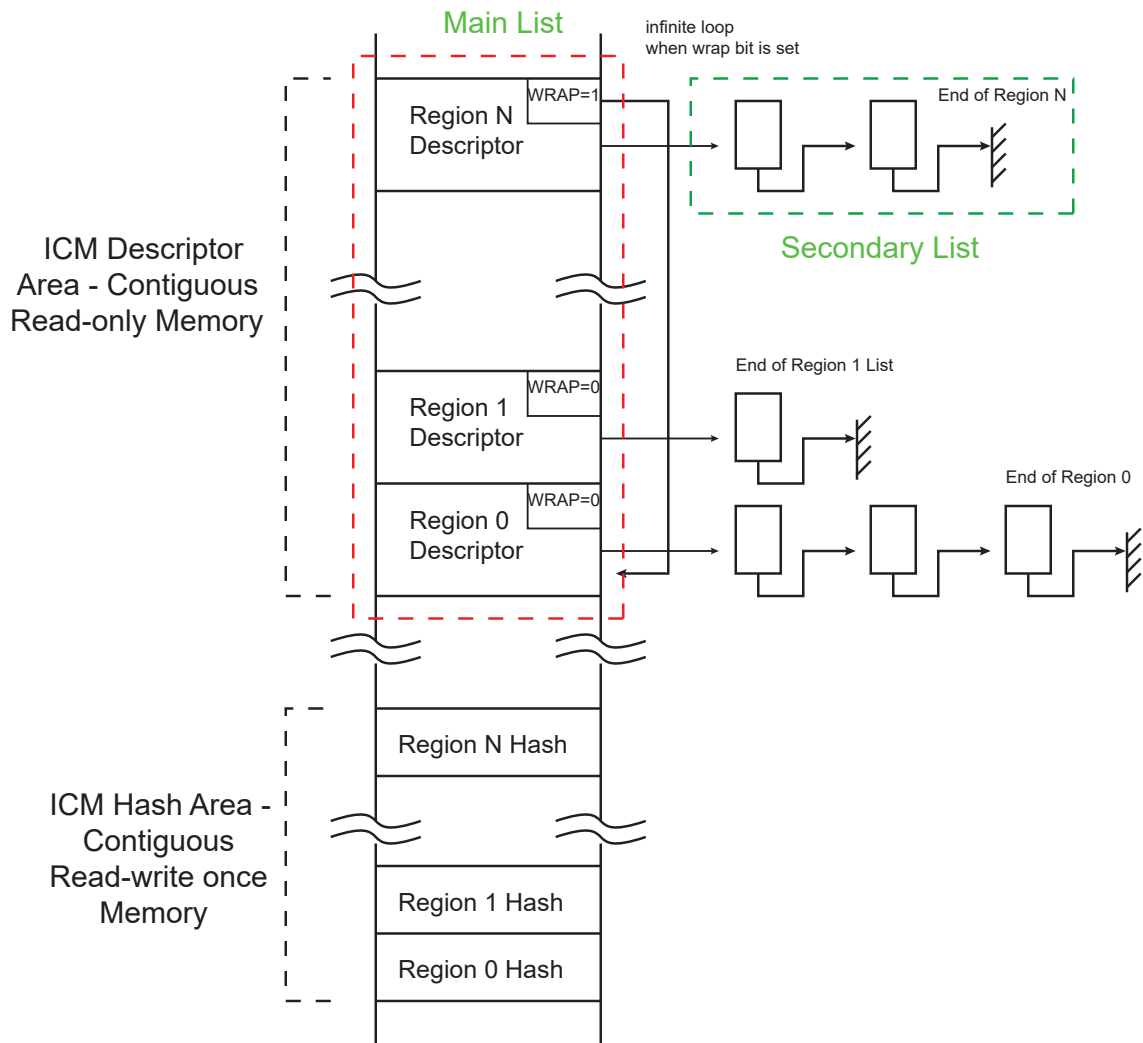 Main List
infinite loop
when wrap bit is set
WRAP=1
Region N
Descriptor
End of Region N
Secondary List
ICM Descriptor
Area - Contiguous
Read-only Memory
WRAP=0
Region 1
Descriptor
End of Region 1 List
WRAP=0
Region 0
Descriptor
End of Region 0
Region N Hash
ICM Hash Area -
Contiguous
Read-write once
Memory
Region 1 Hash
Region 0 Hash